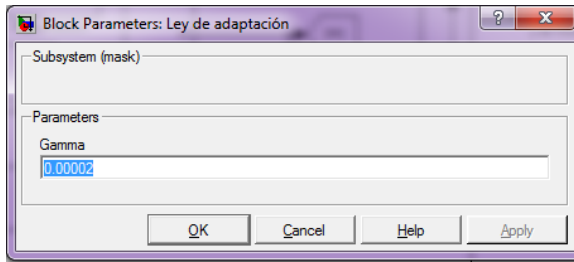 Block Parameters: Ley de adaptación
Subsystem (mask)
Parameters
Gamma
0.00002
OK Cancel Help Apply